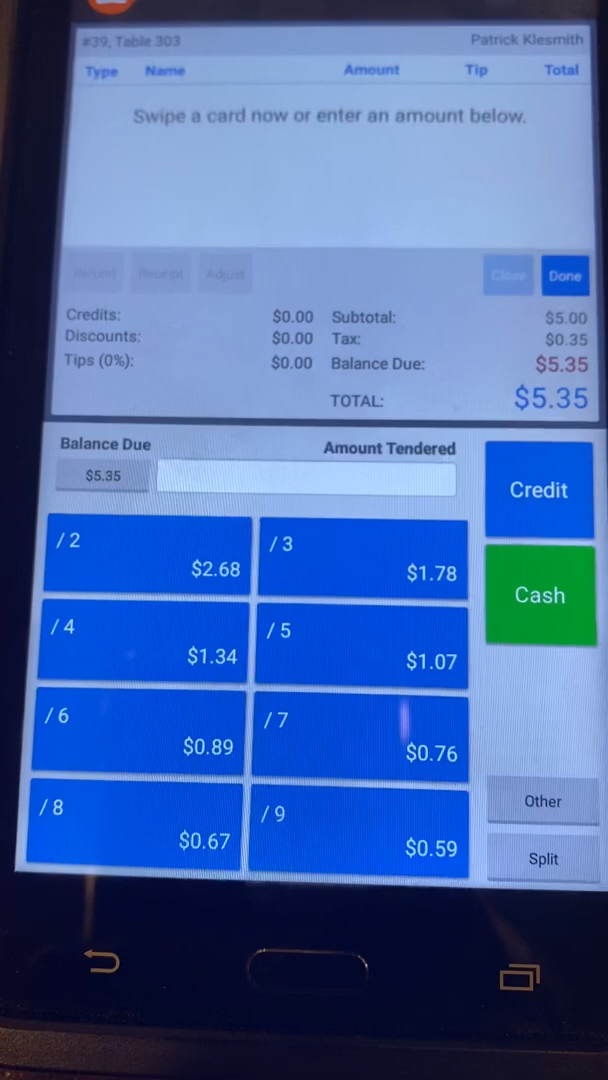 #39, Table 303 Patrick Klesmith
Type Name Amount Tip Total
Swipe a card now or enter an amount below.
Refund Receipt Adjust Close Done
Credits: $0.00 Subtotal: $5.00
Discounts: $0.00 Tax: $0.35
Tips (0%): $0.00 Balance Due: $5.35
TOTAL: $5.35
Balance Due Amount Tendered
$5.35
Credit
/ 2 $2.68
/ 3 $1.78
Cash
/ 4 $1.34
/ 5 $1.07
/ 6 $0.89
/ 7 $0.76
Other
/ 8 $0.67
/ 9 $0.59
Split